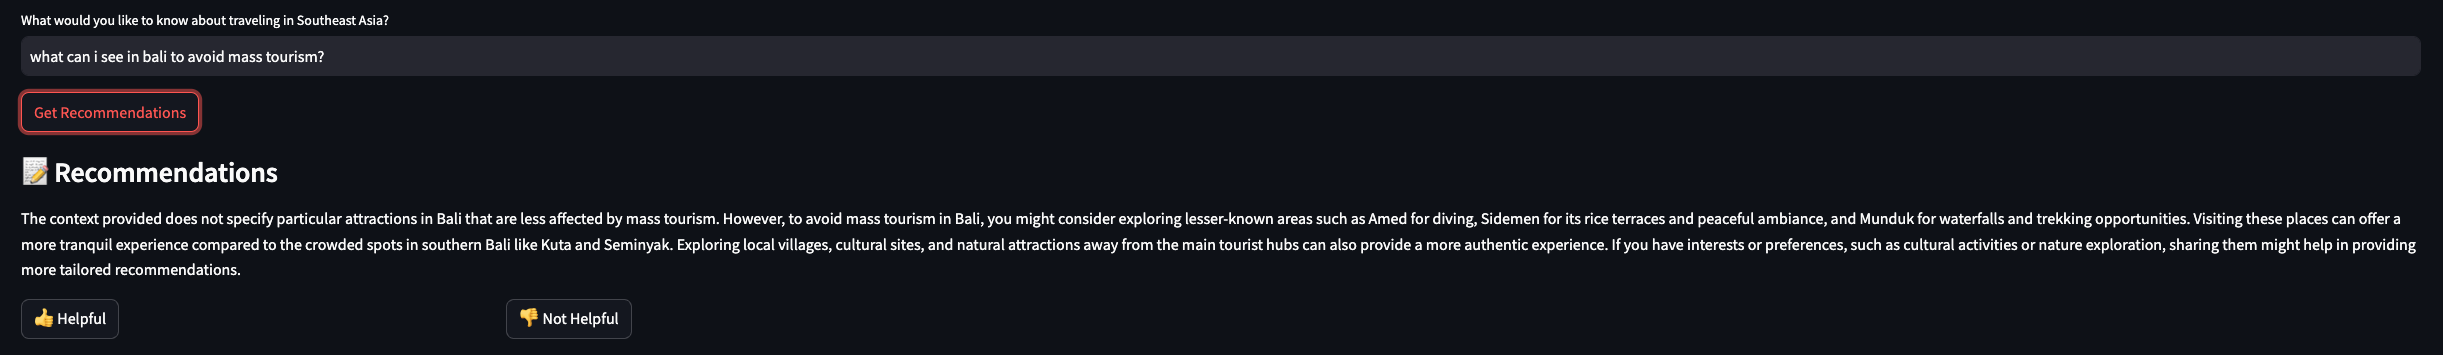 What would you like to know about traveling in Southeast Asia?
what can i see in bali to avoid mass tourism?
Get Recommendations
Recommendations
The context provided does not specify particular attractions in Bali that are less affected by mass tourism. However, to avoid mass tourism in Bali, you might consider exploring lesser-known areas such as Amed for diving, Sidemen for its rice terraces and peaceful ambiance, and Munduk for waterfalls and trekking opportunities. Visiting these places can offer a
more tranquil experience compared to the crowded spots in southern Bali like Kuta and Seminyak. Exploring local villages, cultural sites, and natural attractions away from the main tourist hubs can also provide a more authentic experience. If you have interests or preferences, such as cultural activities or nature exploration, sharing them might help in providing
more tailored recommendations.
👍 Helpful
👎 Not Helpful